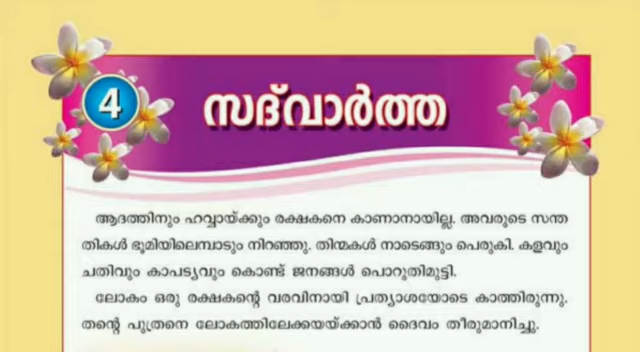 4
സദ്‌വാർത്ത
ആദത്തിനും ഹവ്വായ്ക്കും രക്ഷകനെ കാണാനായില്ല. അവരുടെ സന്ത
തികൾ ഭൂമിയിലെമ്പാടും നിറഞ്ഞു. തിന്മകൾ നാടെങ്ങും പെരുകി. കളവും
ചതിവും കാപട്യവും കൊണ്ട് ജനങ്ങൾ പൊറുതിമുട്ടി.
ലോകം ഒരു രക്ഷകന്റെ വരവിനായി പ്രത്യാശയോടെ കാത്തിരുന്നു.
തന്റെ പുത്രനെ ലോകത്തിലേക്കയയ്ക്കാൻ ദൈവം തീരുമാനിച്ചു.